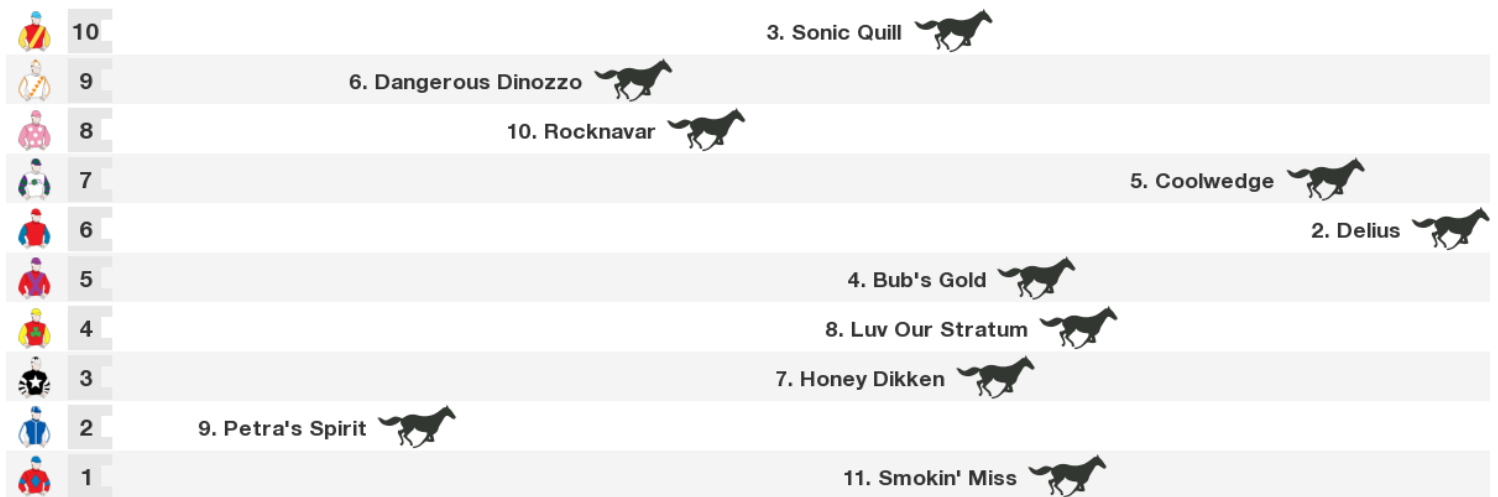 10 3. Sonic Quill
9 6. Dangerous Dinozzo
8 10. Rocknavar
7 5. Coolwedge
6 2. Delius
5 4. Bub's Gold
4 8. Luv Our Stratum
3 7. Honey Dikken
2 9. Petra's Spirit
1 11. Smokin' Miss